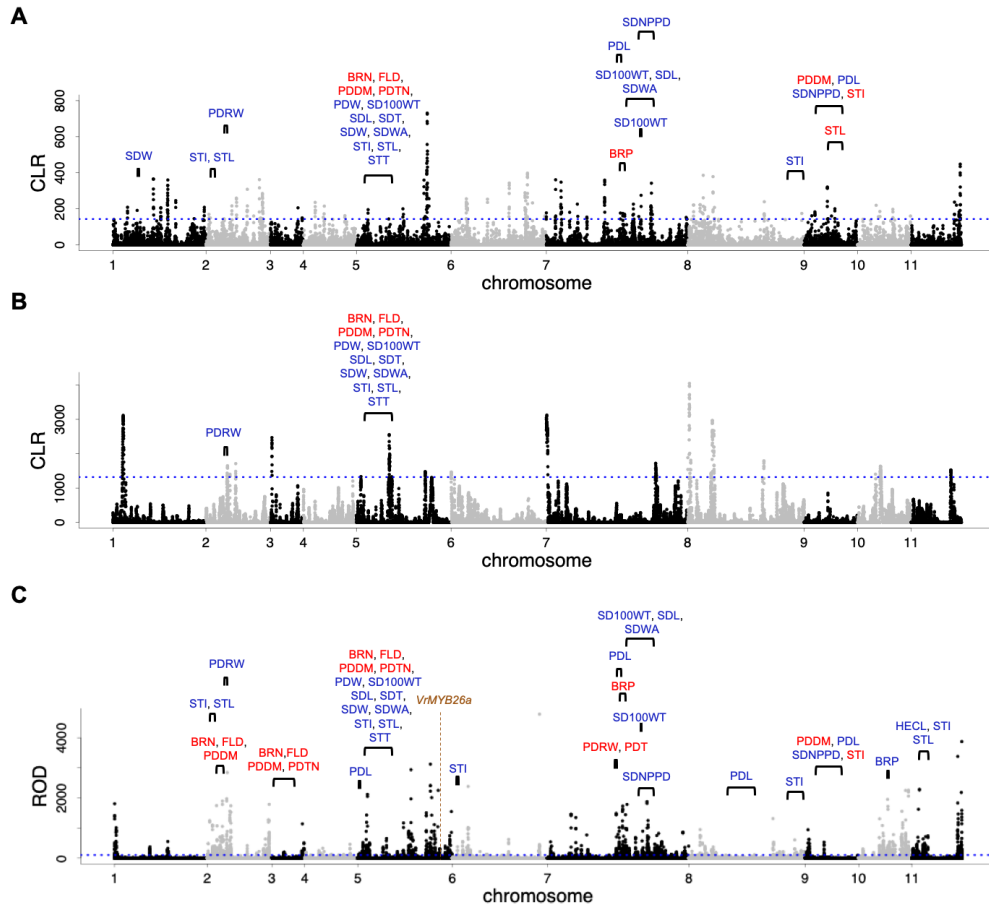 A
SDNPPD
PDL
BRN, FLD,
PDDM, PDTN,
PDW, SD100WT
SDL, SDT,
SDW, SDWA,
STI, STL,
STT
SD100WT, SDL,
SDWA
PDDM, PDL
SDNPPD, STI
PDRW
SD100WT
STL
SDW
STI, STL
BRP
STI
CLR
800
600
400
200
0
1 2 3 4 5 6 7 8 9 10 11
chromosome
B
BRN, FLD,
PDDM, PDTN,
PDW, SD100WT
SDL, SDT,
SDW, SDWA,
STI, STL,
STT
PDRW
CLR
3000
1000
0
1 2 3 4 5 6 7 8 9 10 11
chromosome
C
SD100WT, SDL,
SDWA
BRN, FLD,
PDDM, PDTN,
PDW, SD100WT
SDL, SDT,
SDW, SDWA,
STI, STL,
STT
PDRW
PDL
VrMYB26a
BRP
STI, STL
SD100WT
HECL, STI
STL
BRN, FLD,
PDDM
BRN,FLD
PDDM, PDTN
PDRW, PDT
PDDM, PDL
SDNPPD, STI
PDL
STI
SDNPPD
PDL
STI
BRP
ROD
4000
2000
0
1 2 3 4 5 6 7 8 9 10 11
chromosome